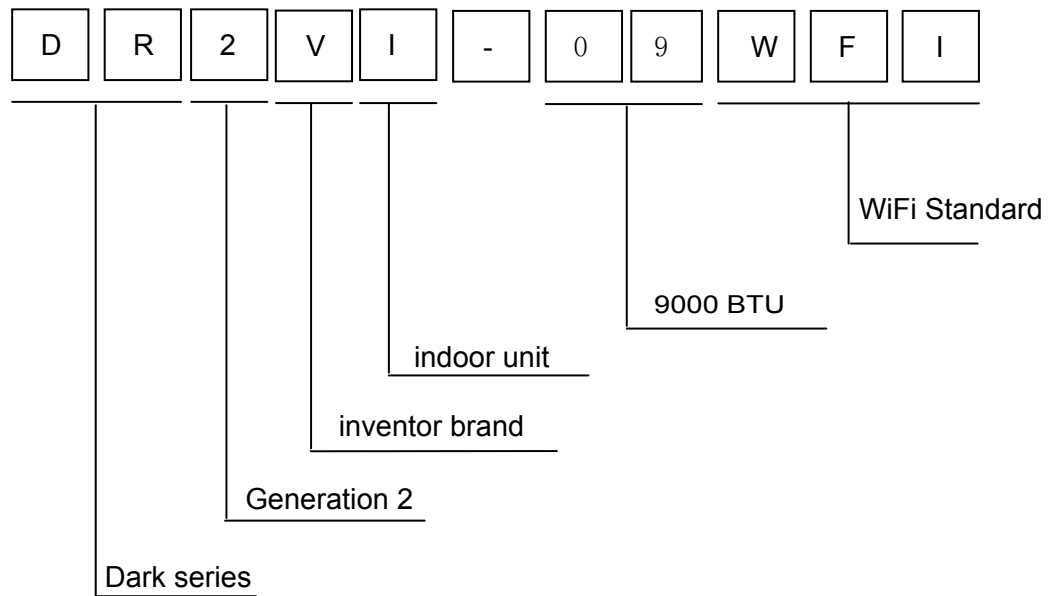 D R 2 V I - 0 9 W F I
WiFi Standard
9000 BTU
indoor unit
inventor brand
Generation 2
Dark series